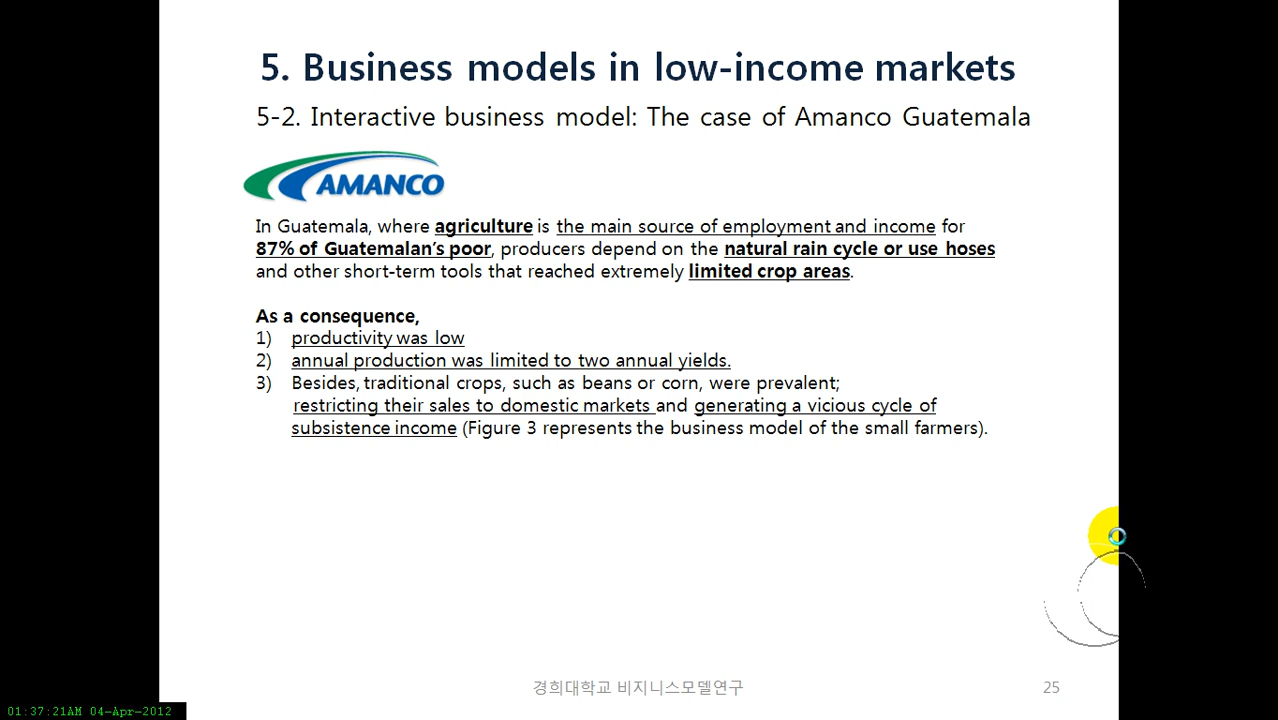 5. Business models in low-income markets
5-2. Interactive business model: The case of Amanco Guatemala
AMANCO
In Guatemala, where agriculture is the main source of employment and income for
87% of Guatemalan's poor, producers depend on the natural rain cycle or use hoses
and other short-term tools that reached extremely limited crop areas.
As a consequence,
1) productivity was low
2) annual production was limited to two annual yields.
3) Besides, traditional crops, such as beans or corn, were prevalent;
restricting their sales to domestic markets and generating a vicious cycle of
subsistence income (Figure 3 represents the business model of the small farmers).
경희대학교 비지니스모델연구
25
01:37:21AM 04-Apr-2012